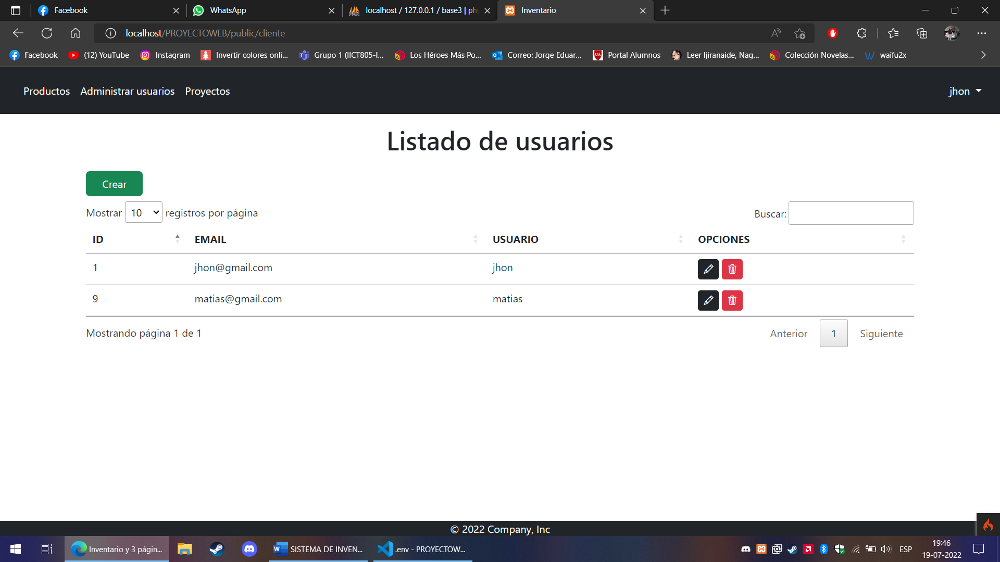 Facebook WhatsApp localhost / 127.0.0.1 / base3 | ph Inventario
localhost/PROYECTOWEB/public/cliente
Facebook (12) YouTube Instagram Invertir colores onli... Grupo 1 (IICT805-I... Los Héroes Más Po... Correo: Jorge Eduar... Portal Alumnos Leer Ijiranaide, Nag... Colección Novelas... waifu2x
Productos Administrar usuarios Proyectos jhon
Listado de usuarios
Crear
Mostrar 10 registros por página Buscar:
ID EMAIL USUARIO OPCIONES
1 jhon@gmail.com jhon
9 matias@gmail.com matias
Mostrando página 1 de 1 Anterior 1 Siguiente
© 2022 Company, Inc
Inventario y 3 págin... SISTEMA DE INVEN... .env - PROYECTOW... ESP 19:46
19-07-2022